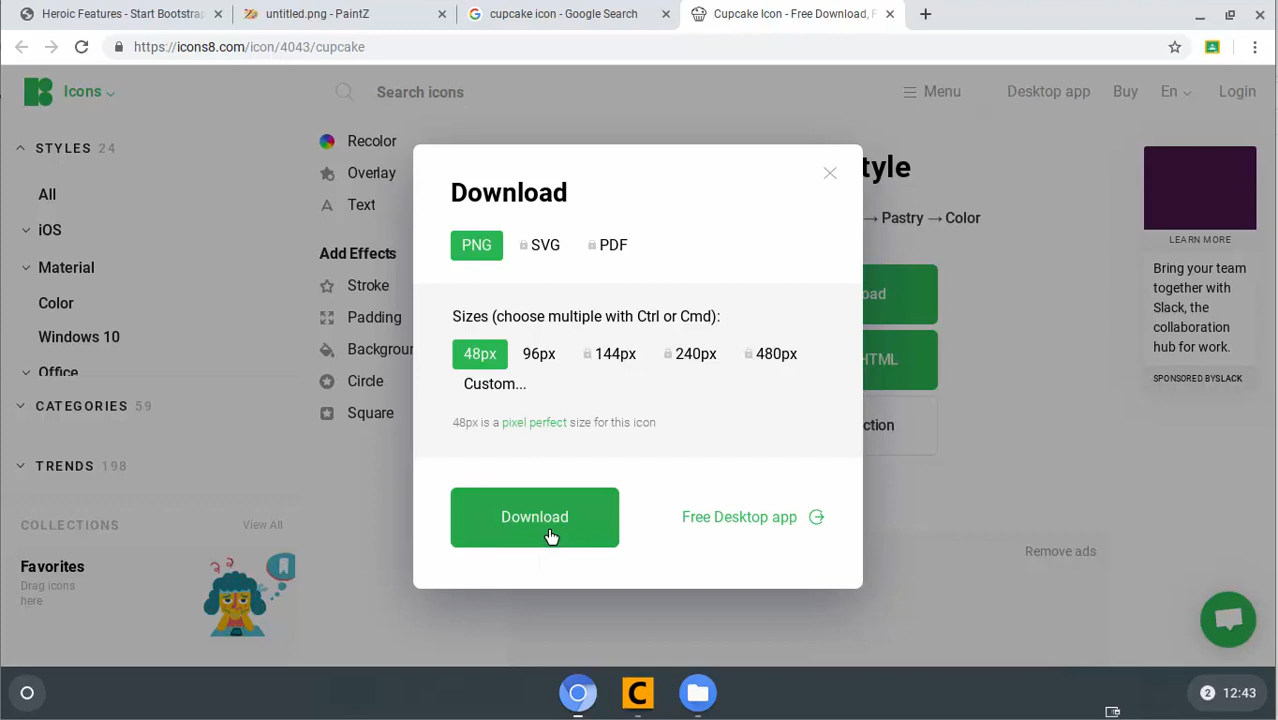 Heroic Features - Start Bootstrap
untitled.png - PaintZ
cupcake icon - Google Search
Cupcake Icon - Free Download, P
https://icons8.com/icon/4043/cupcake
Icons
Search icons
Menu
Desktop app
Buy
En
Login
STYLES 24
All
iOS
Material
Color
Windows 10
Office
CATEGORIES 59
TRENDS 198
COLLECTIONS
View All
Favorites
Drag icons
here
Recolor
Overlay
Text
Add Effects
Stroke
Padding
Backgroun
Circle
Square
Download
PNG SVG PDF
Sizes (choose multiple with Ctrl or Cmd):
48px 96px 144px 240px 480px
Custom...
48px is a pixel perfect size for this icon
Download
Free Desktop app
tyle
→ Pastry → Color
oad
HTML
ction
LEARN MORE
Bring your team
together with
Slack, the
collaboration
hub for work.
SPONSORED BY SLACK
Remove ads
C
2 12:43